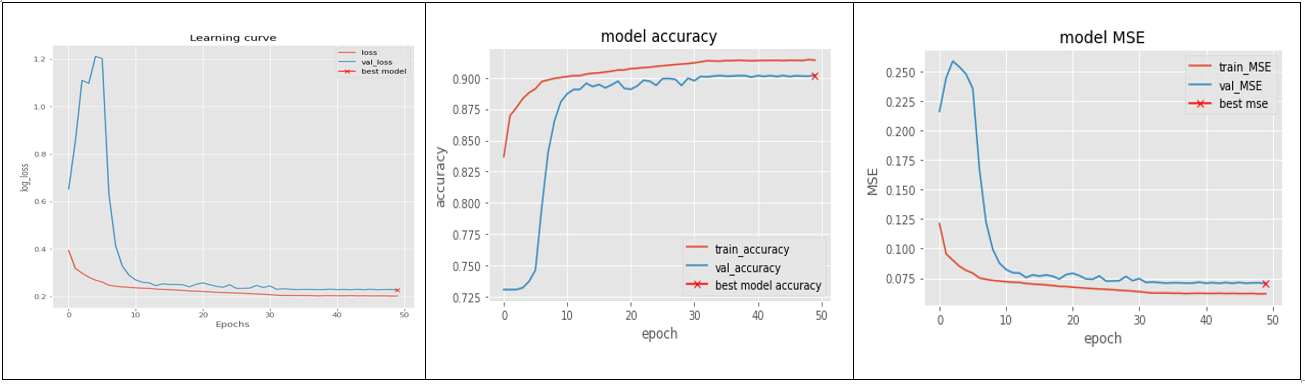 Learning curve
loss
val_loss
best model
1.2
1.0
0.8
0.6
0.4
0.2
log_loss
0 10 20 30 40 50
Epochs
model accuracy
0.900
0.875
0.850
0.825
0.800
0.775
0.750
0.725
accuracy
train_accuracy
val_accuracy
best model accuracy
0 10 20 30 40 50
epoch
model MSE
train_MSE
val_MSE
best mse
0.250
0.225
0.200
0.175
0.150
0.125
0.100
0.075
MSE
0 10 20 30 40 50
epoch